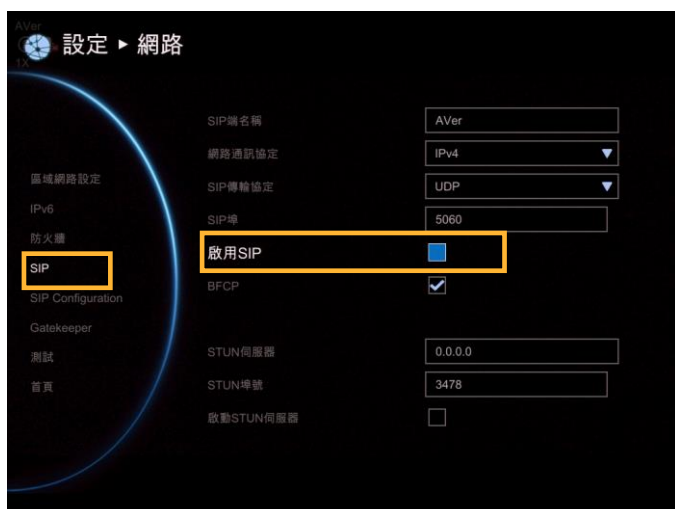 AVer
1X
設定 ▸ 網路
SIP端名稱 AVer
網路通訊協定 IPv4
區域網路設定
SIP傳輸協定 UDP
IPv6
SIP埠 5060
防火牆
啟用SIP
SIP
BFCP
SIP Configuration
Gatekeeper
STUN伺服器 0.0.0.0
測試
STUN埠號 3478
首頁
啟動STUN伺服器